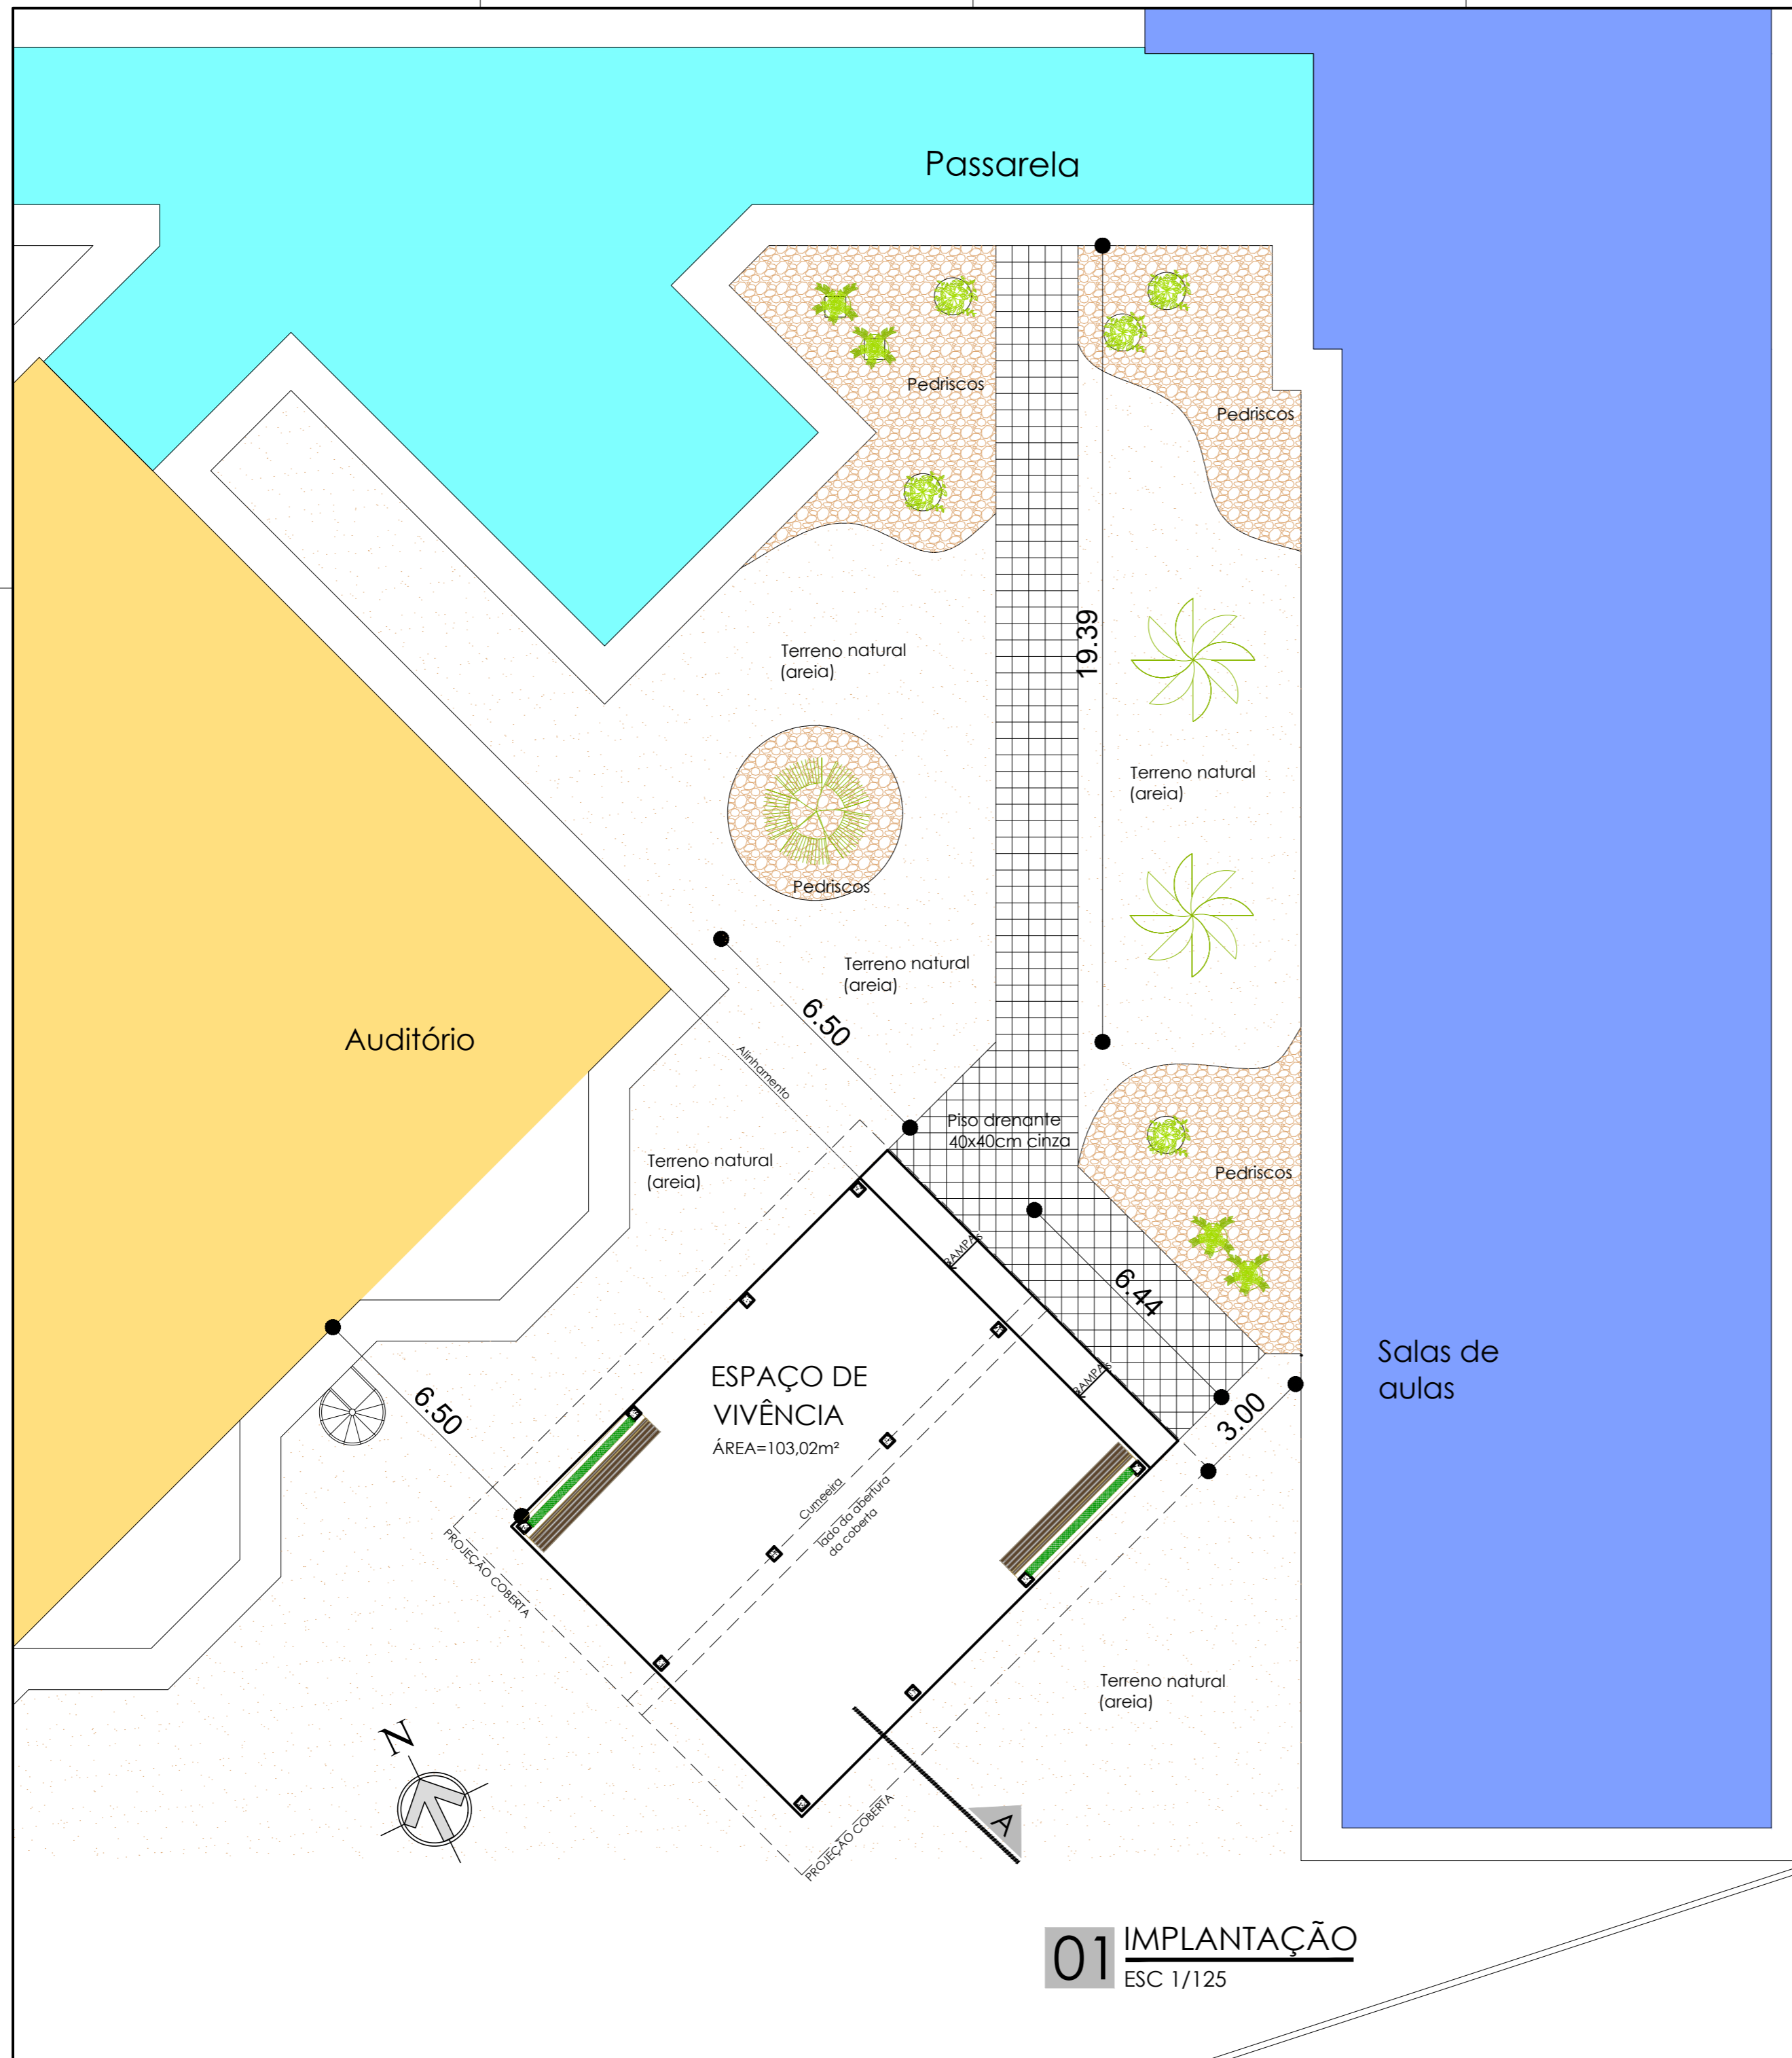 Passarela
Pedriscos
Pedriscos
19.39
Terreno natural
(areia)
Terreno natural
(areia)
Pedriscos
Terreno natural
(areia)
6.50
Auditório
Alinhamento
Piso drenante
40x40cm cinza
Terreno natural
(areia)
Pedriscos
RAMPAs
6.44
Salas de
aulas
RAMPAs
ESPAÇO DE
VIVÊNCIA
ÁREA=103,02m²
6.50
3.00
Cumeeira
lado da abertura
da coberta
PROJEÇÃO COBERTA
Terreno natural
(areia)
N
A
PROJEÇÃO COBERTA
01 IMPLANTAÇÃO
ESC 1/125